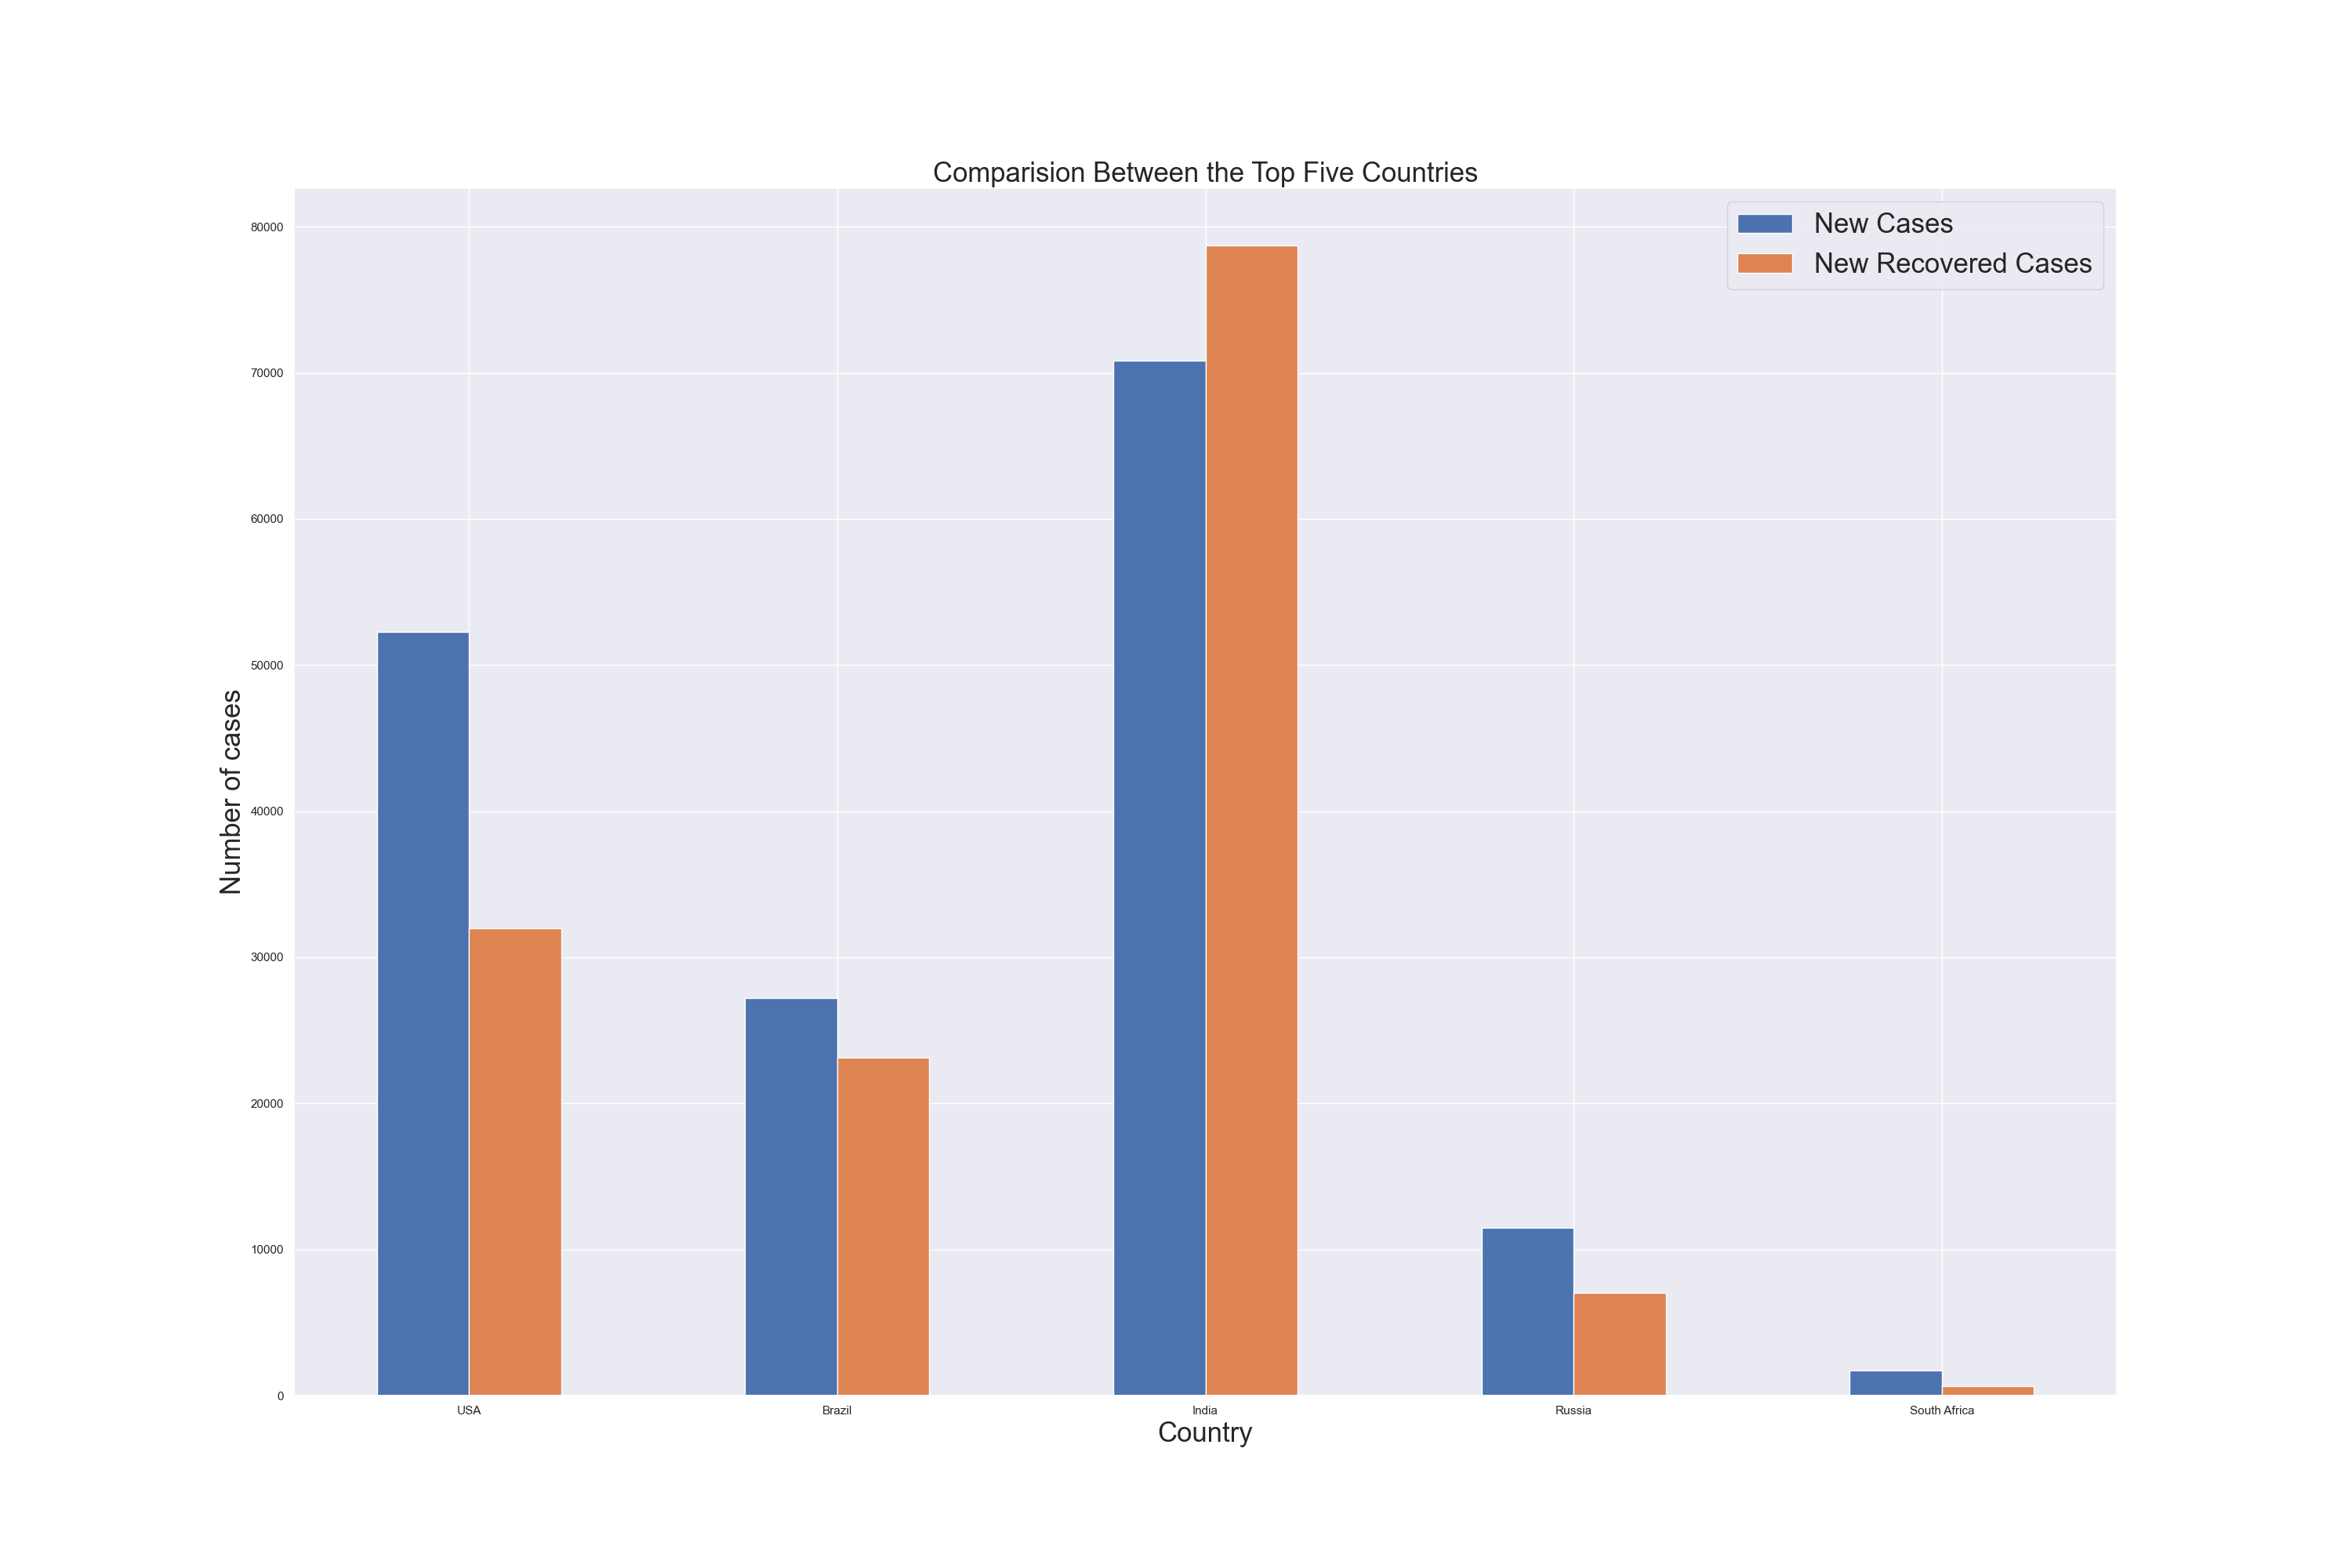 Comparision Between the Top Five Countries
New Cases
New Recovered Cases
80000
70000
60000
50000
40000
30000
20000
10000
0
Number of cases
USA
Brazil
India
Russia
South Africa
Country